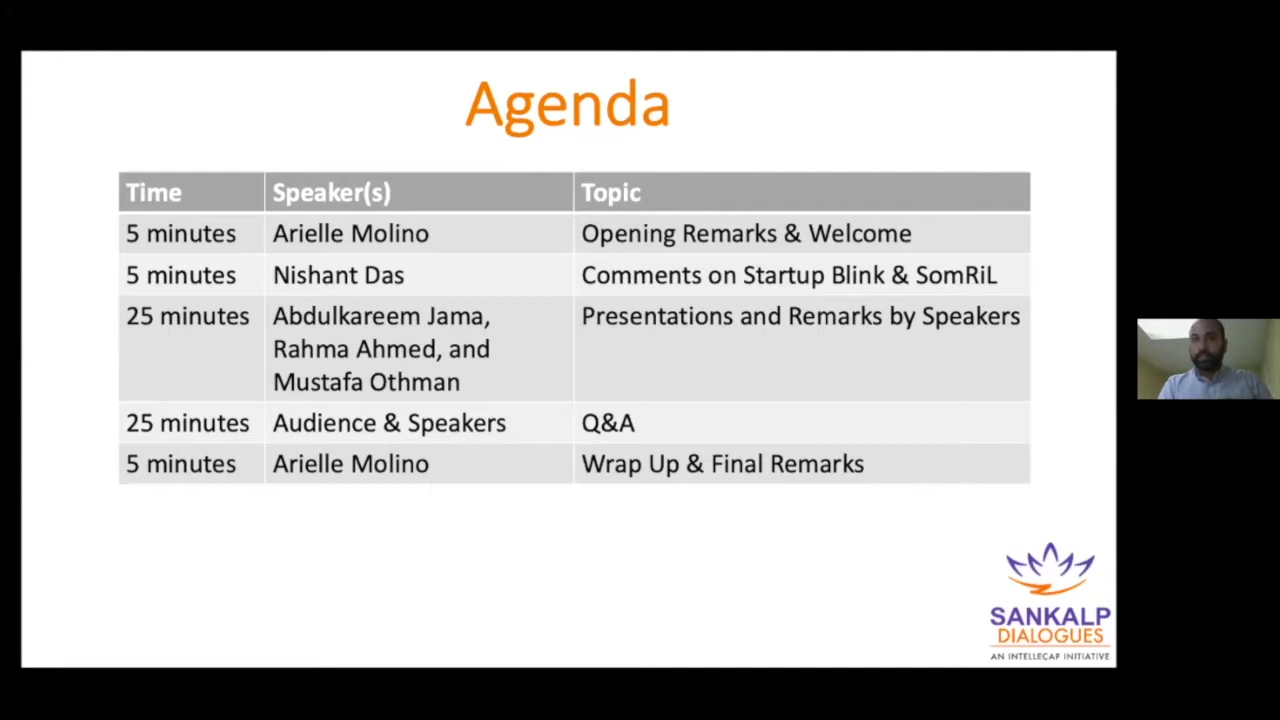 Agenda
Time Speaker(s) Topic
5 minutes Arielle Molino Opening Remarks & Welcome
5 minutes Nishant Das Comments on Startup Blink & SomRiL
25 minutes Abdulkareem Jama, Presentations and Remarks by Speakers
Rahma Ahmed, and
Mustafa Othman
25 minutes Audience & Speakers Q&A
5 minutes Arielle Molino Wrap Up & Final Remarks
SANKALP
DIALOGUES
AN INTELLECAP INITIATIVE